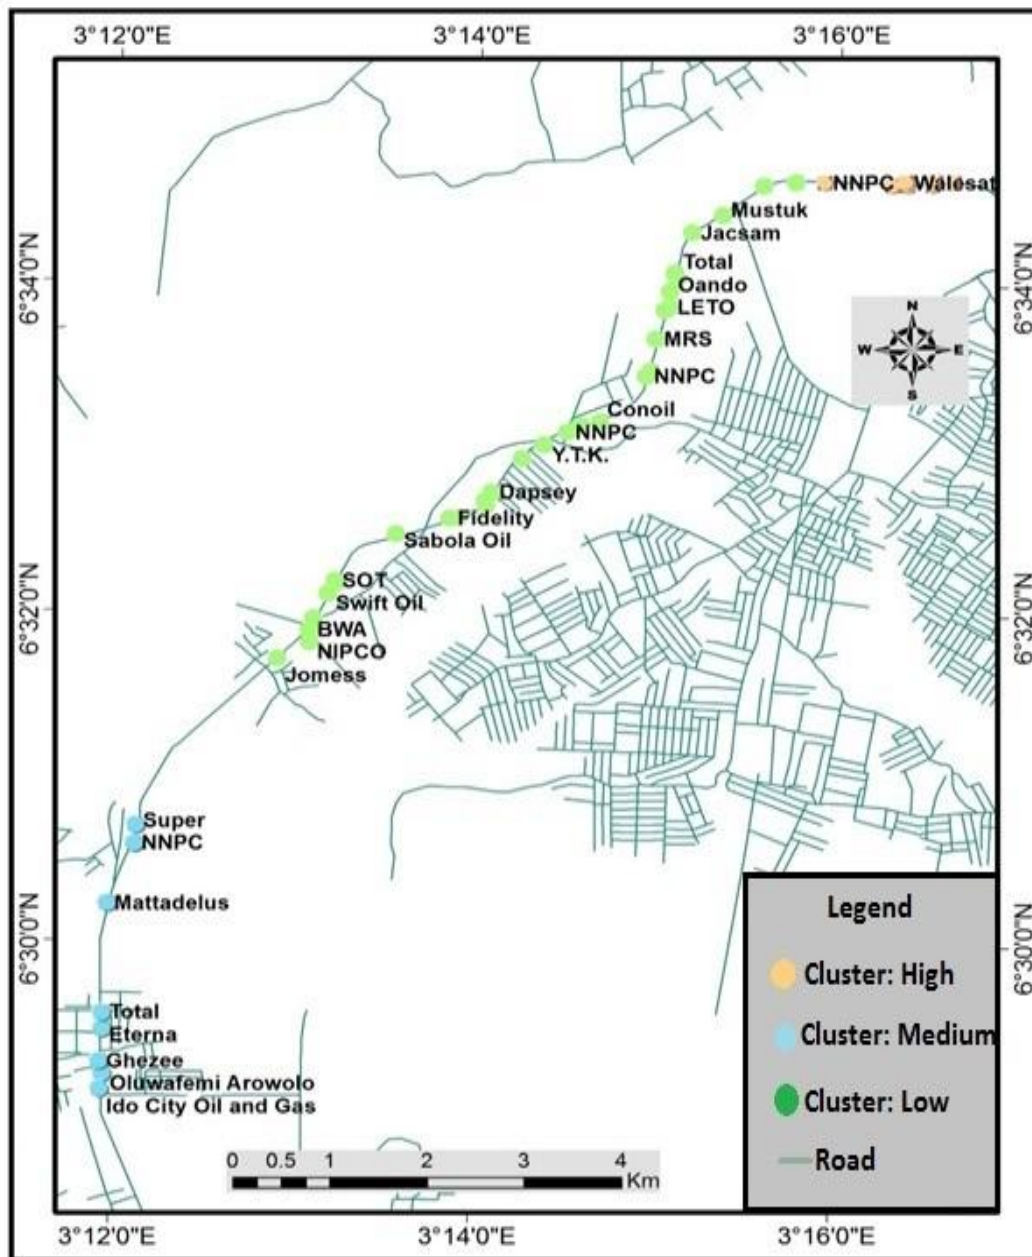 3°12'0"E 3°14'0"E 3°16'0"E
NNPC Walesat
Mustuk
Jacsam
6°34'0"N
Total
6°34'0"N
Oando
LETO
N
W E
S
MRS
NNPC
Conoil
NNPC
Y.T.K.
Dapsey
Fidelity
Sabola Oil
SOT
Swift Oil
6°32'0"N
BWA
6°32'0"N
NIPCO
Jomess
Super
NNPC
Mattadelus
6°30'0"N
6°30'0"N
Total
Eterna
Ghezee
Oluwafemi Arowolo
Ido City Oil and Gas
Legend
Cluster: High
Cluster: Medium
Cluster: Low
Road
0 0.5 1 2 3 4
Km
3°12'0"E 3°14'0"E 3°16'0"E